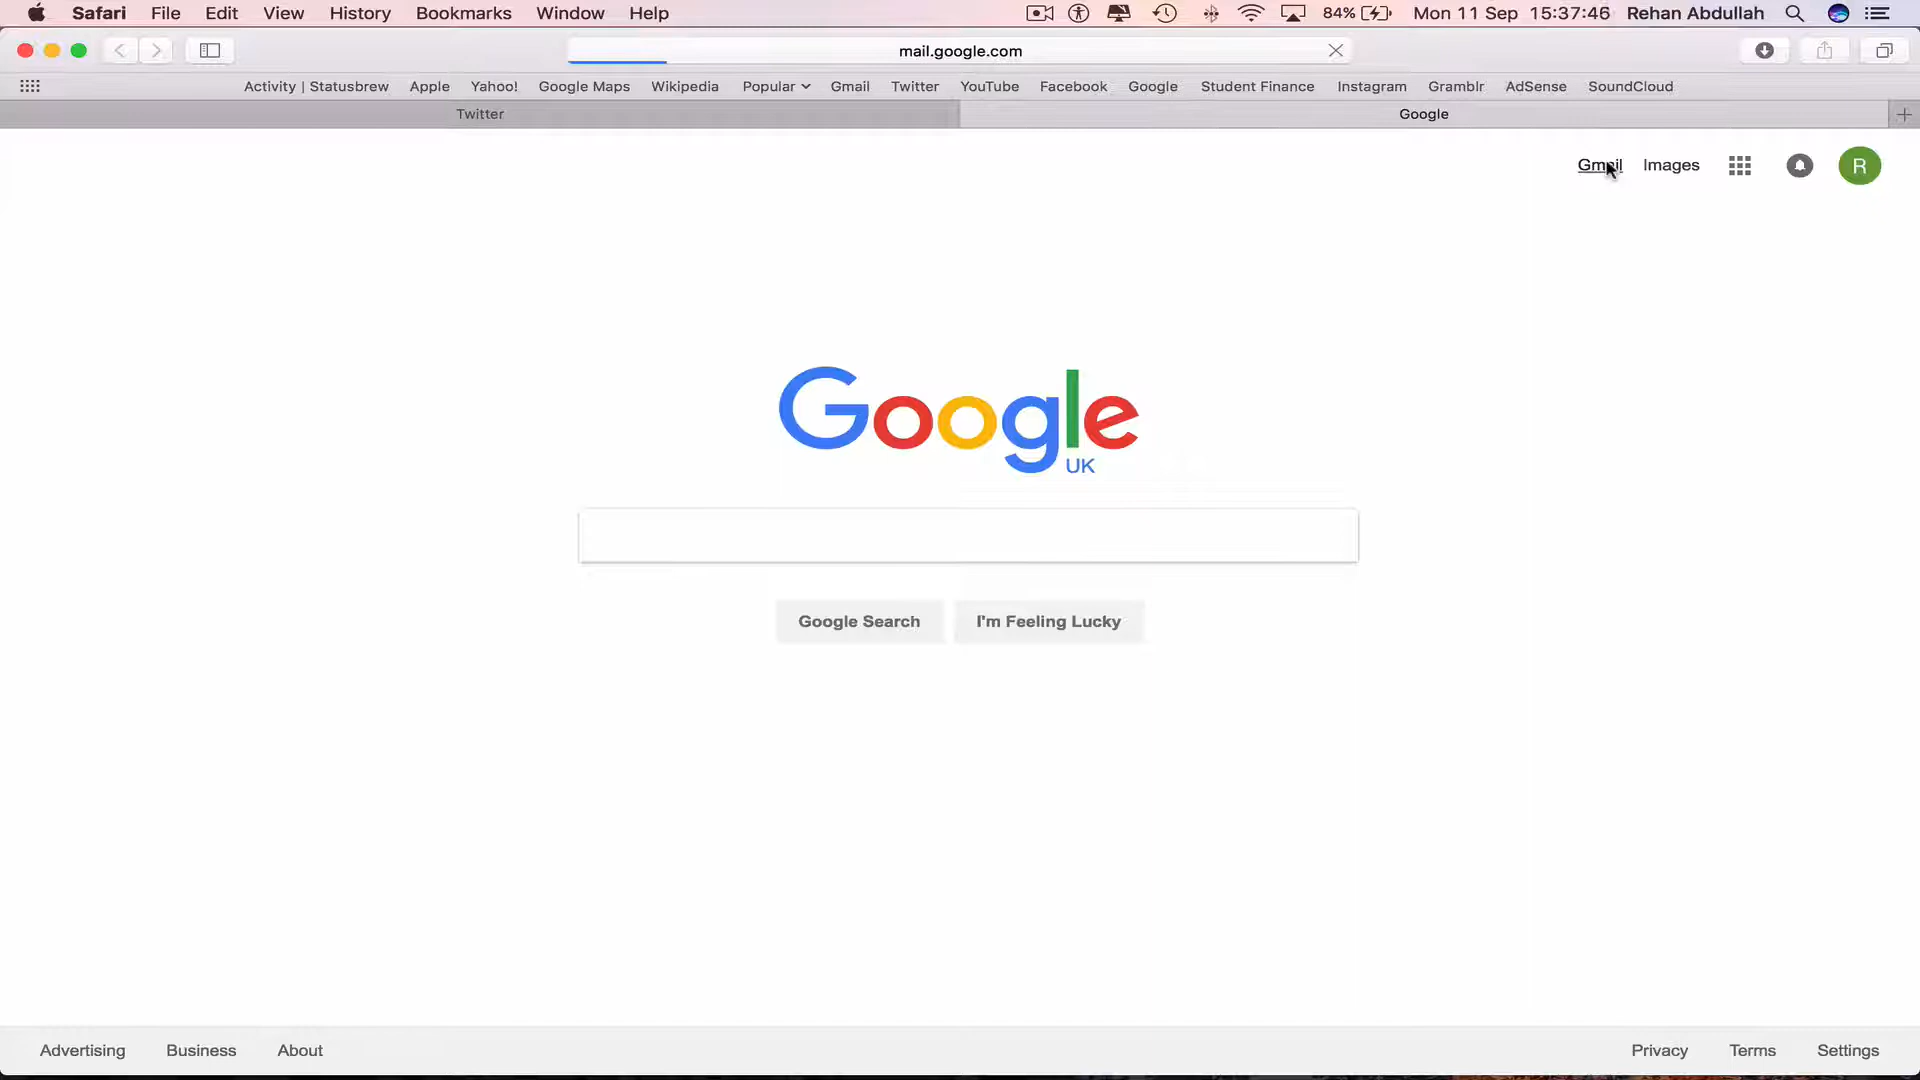 Safari File Edit View History Bookmarks Window Help 84% Mon 11 Sep 15:37:46 Rehan Abdullah
mail.google.com
Activity | Statusbrew Apple Yahoo! Google Maps Wikipedia Popular Gmail Twitter YouTube Facebook Google Student Finance Instagram Gramblr AdSense SoundCloud
Twitter Google
Gmail Images R
Google
UK
Google Search I'm Feeling Lucky
Advertising Business About Privacy Terms Settings